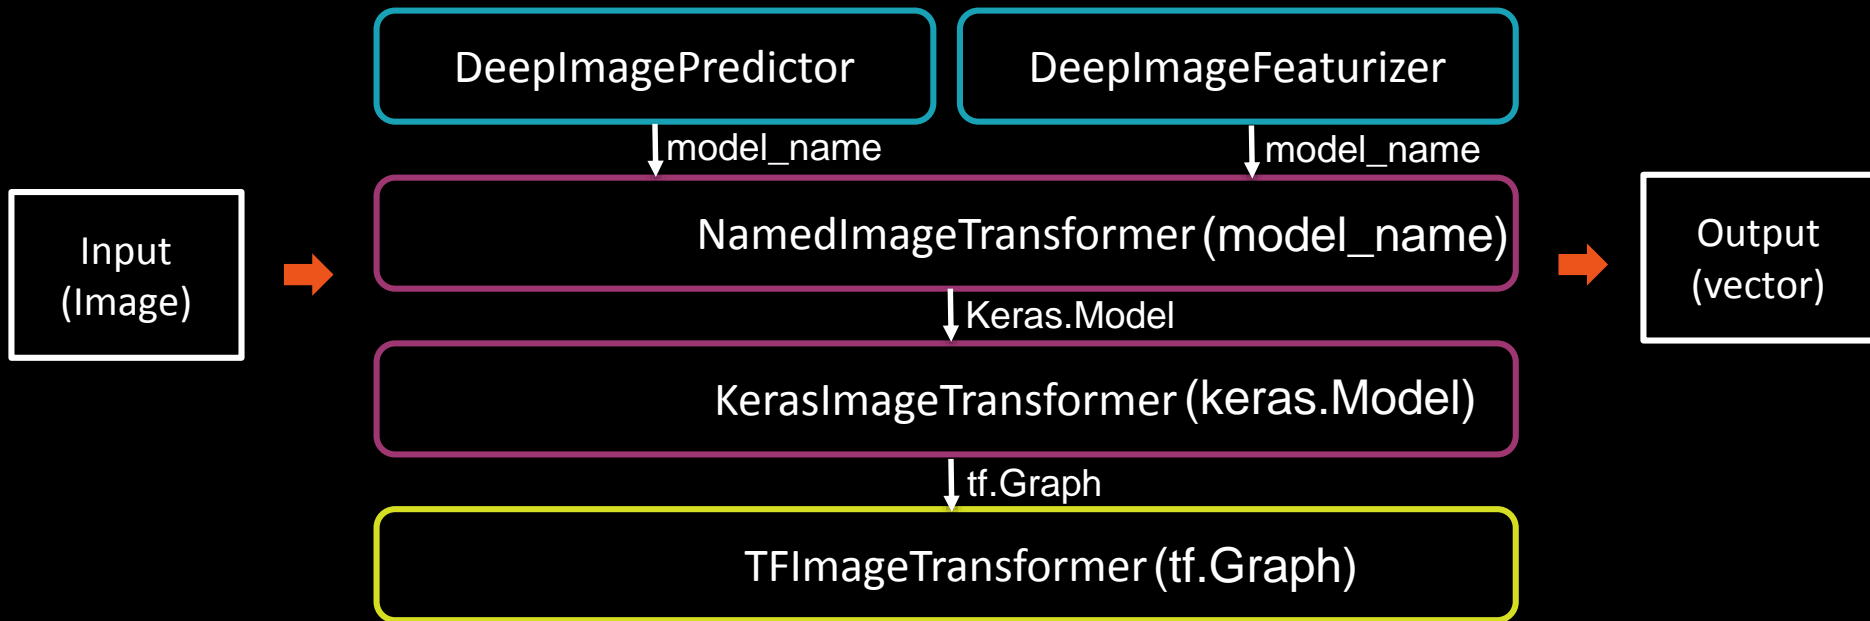 DeepImagePredictor
DeepImageFeaturizer
model_name
model_name
Input
(Image)
NamedImageTransformer (model_name)
Output
(vector)
Keras.Model
KerasImageTransformer (keras.Model)
tf.Graph
TFImageTransformer (tf.Graph)